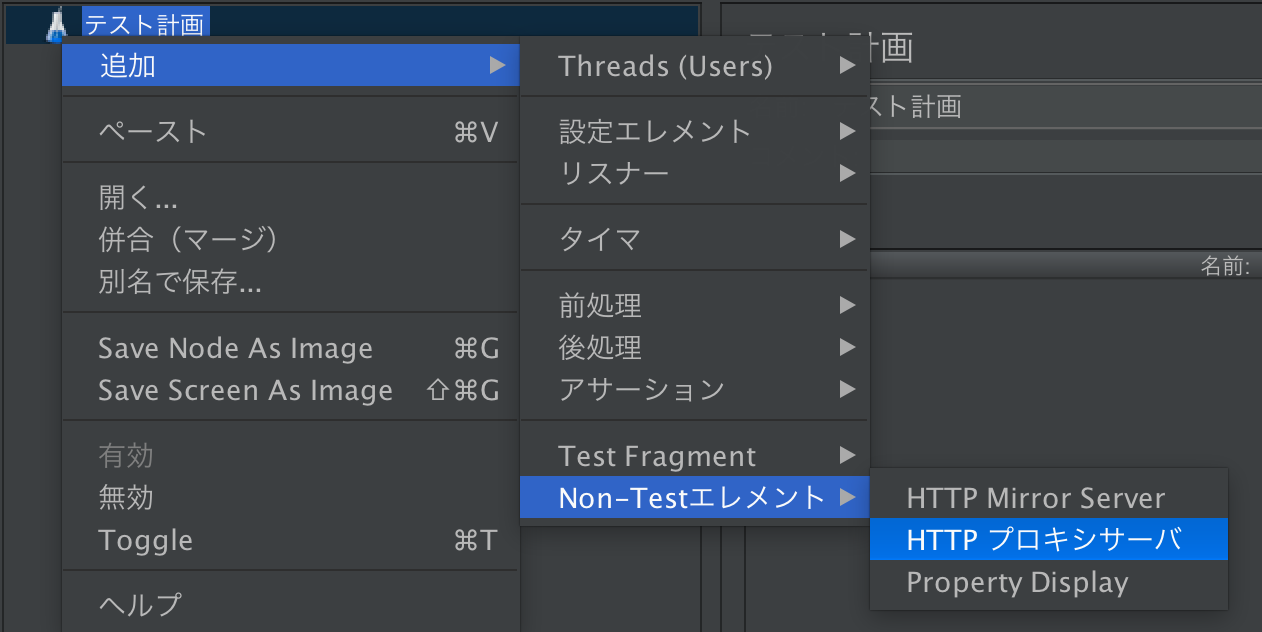 テスト計画
追加
ペースト ⌘V
開く...
併合（マージ）
別名で保存...
Save Node As Image ⌘G
Save Screen As Image ⇧⌘G
有効
無効
Toggle ⌘T
ヘルプ
Threads (Users)
設定エレメント
リスナー
タイマ
前処理
後処理
アサーション
Test Fragment
Non-Testエレメント
HTTP Mirror Server
HTTP プロキシサーバ
Property Display
計画
スト計画
名前: